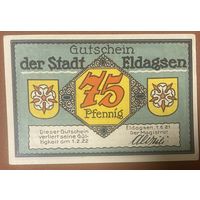 Gutschein
der Stadt Eldagsen
75
Pfennig
Dieser Gutschein
verliert seine Gül-
tigkeit am 1.2.22
Eldagsen, 1.6.21
Der Magistrat